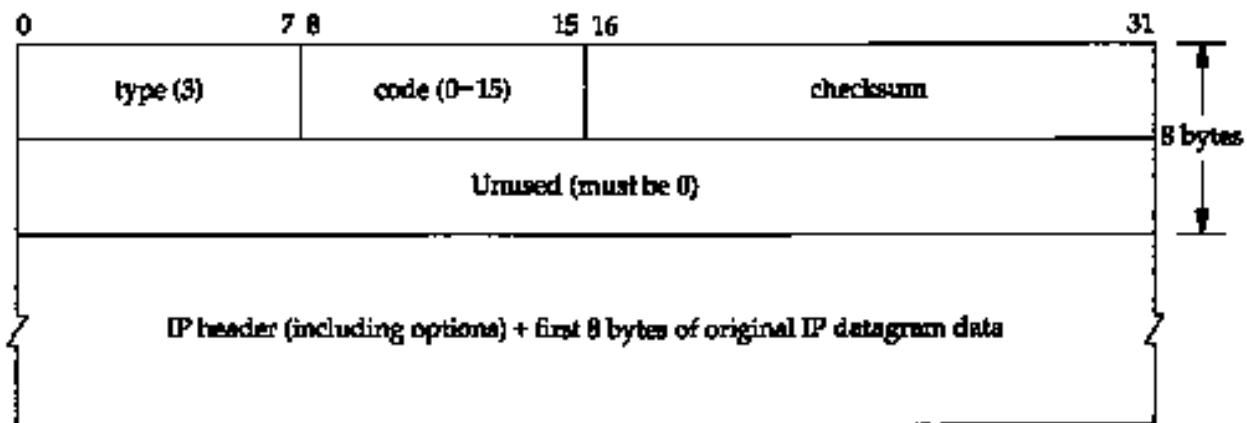 0 7 8 15 16 31
type (3) code (0-15) checksum
8 bytes
Unused (must be 0)
IP header (including options) + first 8 bytes of original IP datagram data